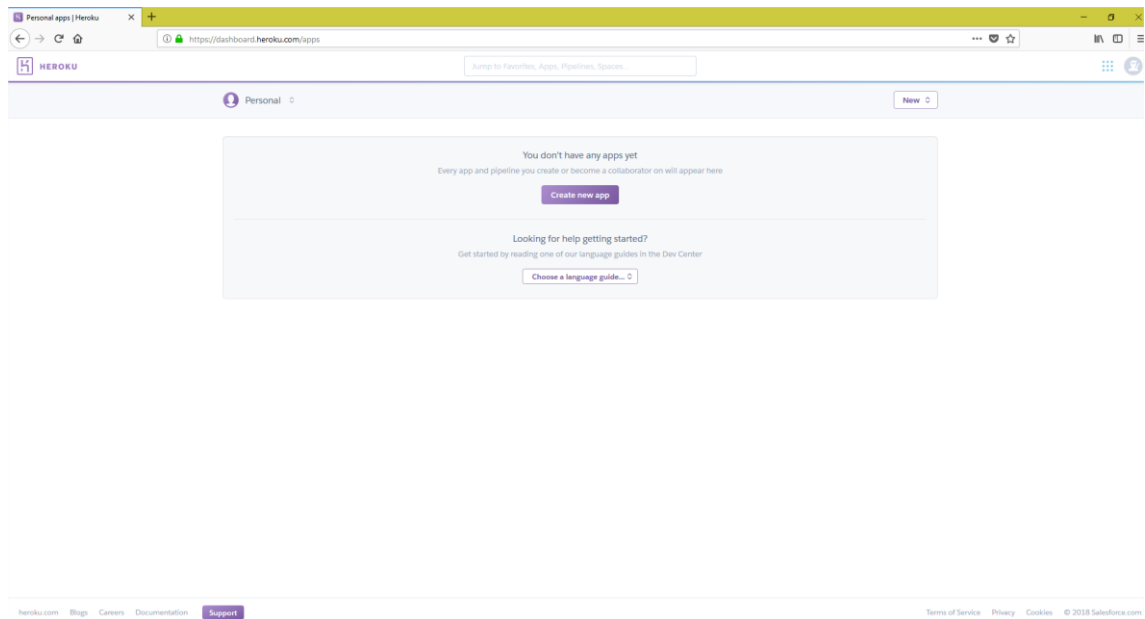 Personal apps | Heroku
https://dashboard.heroku.com/apps
HEROKU
Jump to Favorites, Apps, Pipelines, Spaces...
Personal
New
You don't have any apps yet
Every app and pipeline you create or become a collaborator on will appear here
Create new app
Looking for help getting started?
Get started by reading one of our language guides in the Dev Center
Choose a language guide...
heroku.com Blogs Careers Documentation Support
Terms of Service Privacy Cookies © 2018 Salesforce.com